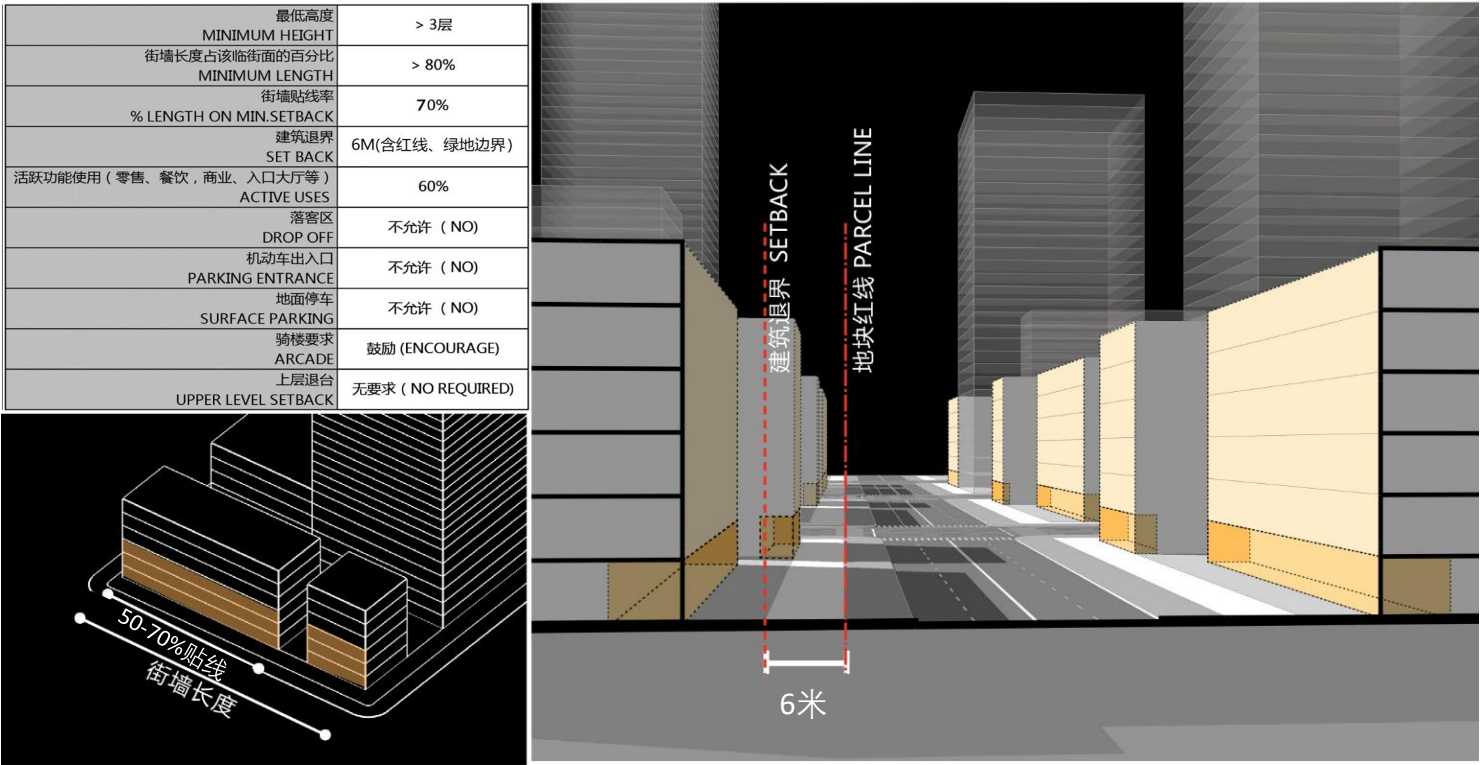 最低高度
MINIMUM HEIGHT
> 3层
街墙长度占该临街面的百分比
MINIMUM LENGTH
> 80%
街墙贴线率
% LENGTH ON MIN.SETBACK
70%
建筑退界
SET BACK
6M(含红线、绿地边界)
活跃功能使用(零售、餐饮,商业、入口大厅等)
ACTIVE USES
60%
落客区
DROP OFF
不允许 ( NO)
机动车出入口
PARKING ENTRANCE
不允许 ( NO)
地面停车
SURFACE PARKING
不允许 ( NO)
骑楼要求
ARCADE
鼓励 (ENCOURAGE)
上层退台
UPPER LEVEL SETBACK
无要求 ( NO REQUIRED)
50-70%贴线
街墙长度
建筑退界 SETBACK
地块红线 PARCEL LINE
6米